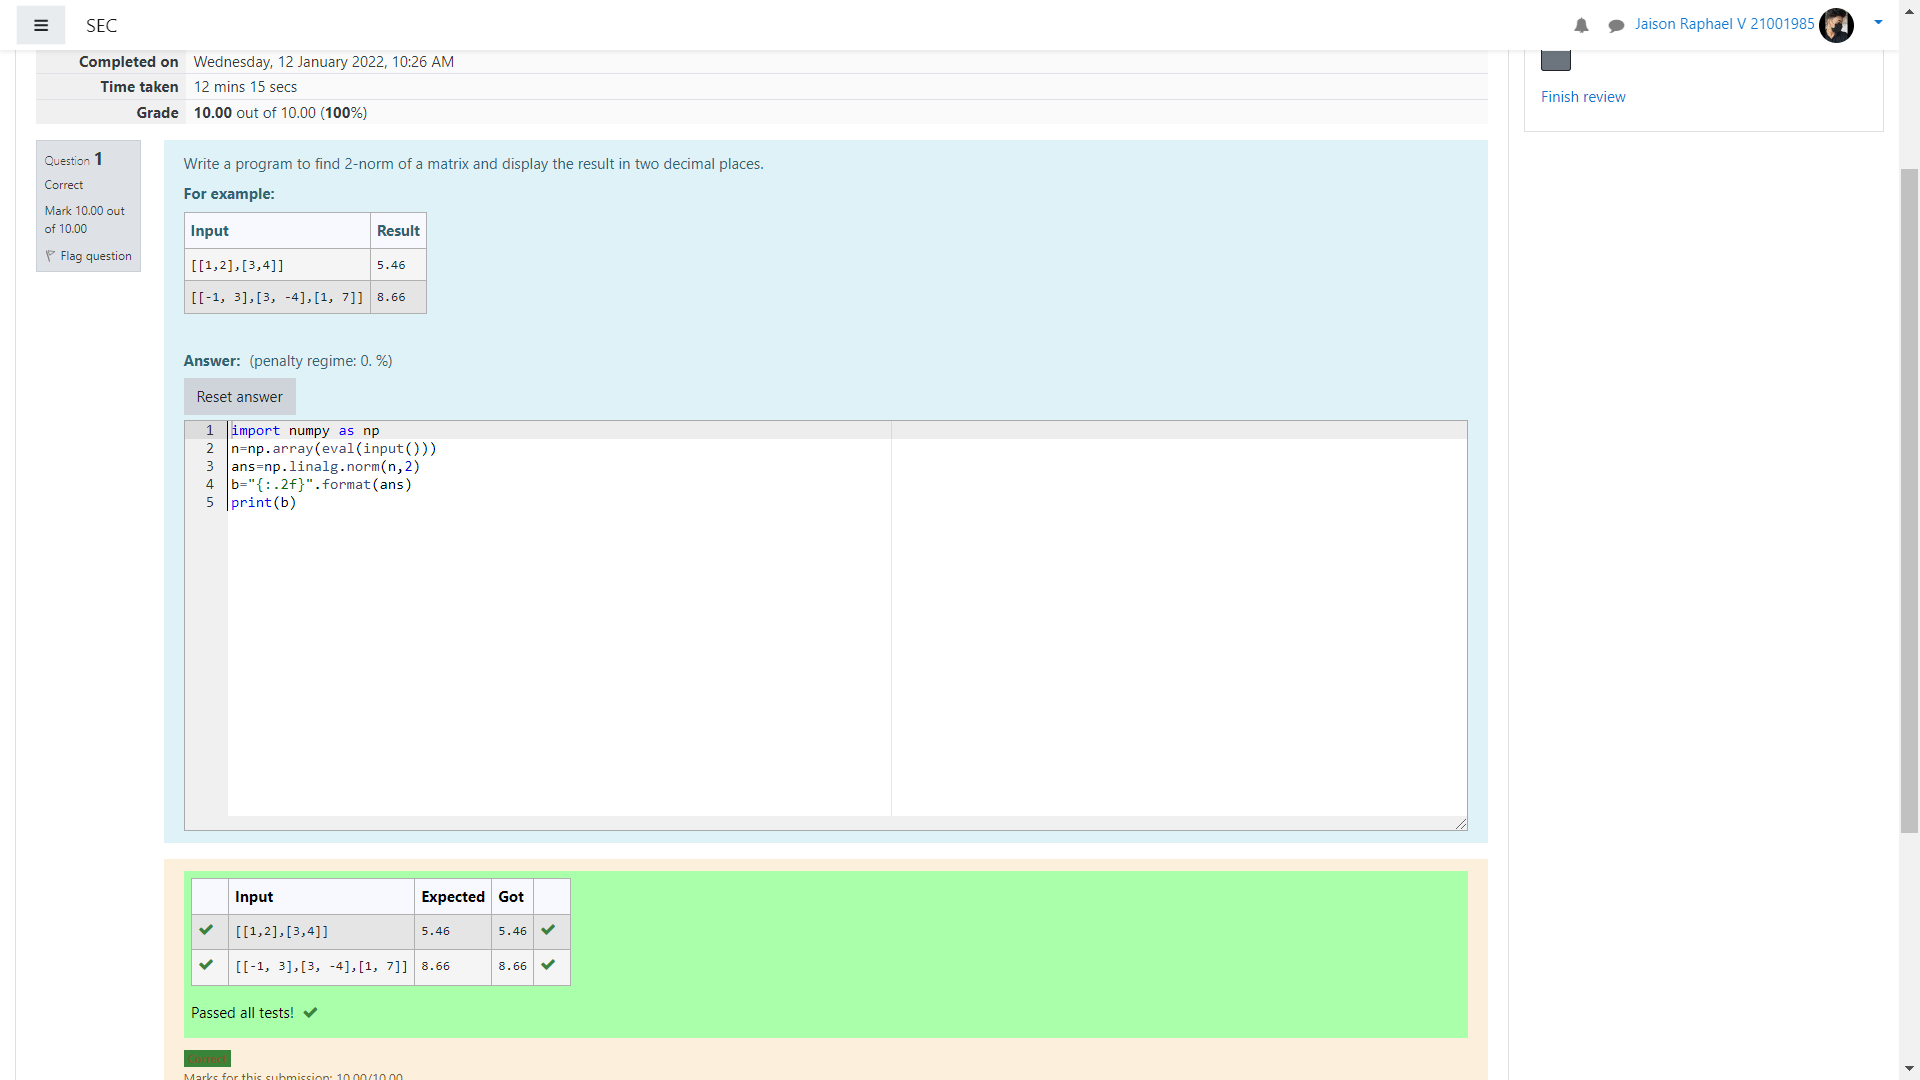 SEC
Jaison Raphael V 21001985
Completed on Wednesday, 12 January 2022, 10:26 AM
Time taken 12 mins 15 secs
Grade 10.00 out of 10.00 (100%)
Finish review
Question 1
Correct
Mark 10.00 out
of 10.00
Flag question
Write a program to find 2-norm of a matrix and display the result in two decimal places.
For example:
Input Result
[[1,2],[3,4]] 5.46
[[-1, 3],[3, -4],[1, 7]] 8.66
Answer: (penalty regime: 0. %)
Reset answer
1 import numpy as np
2 n=np.array(eval(input()))
3 ans=np.linalg.norm(n,2)
4 b="{:.2f}".format(ans)
5 print(b)
Input Expected Got
[[1,2],[3,4]] 5.46 5.46
[[-1, 3],[3, -4],[1, 7]] 8.66 8.66
Passed all tests!
Correct
Marks for this submission: 10.00/10.00.